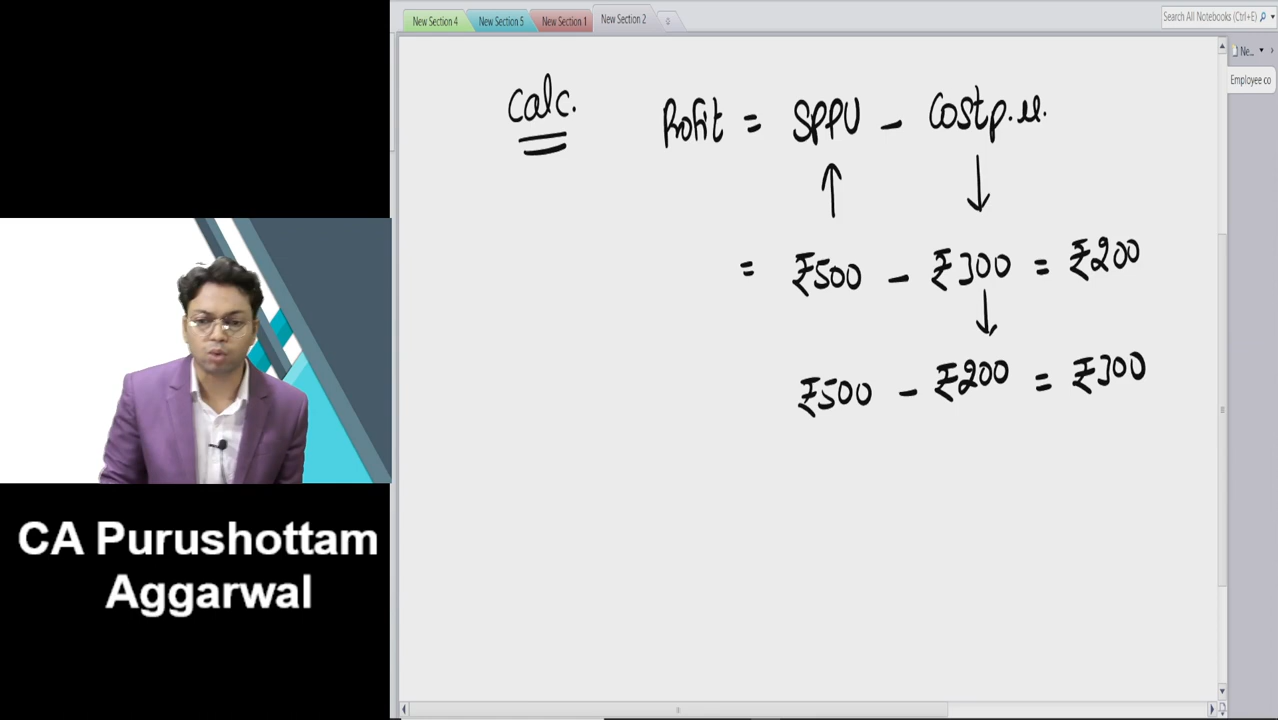 New Section 4 New Section 5 New Section 1 New Section 2
Search All Notebooks (Ctrl+E)
Ne...
Employee co
Calc. Profit = SPPU - Cost p.u.
= ₹500 - ₹300 = ₹200
₹500 - ₹200 = ₹300
CA Purushottam
Aggarwal